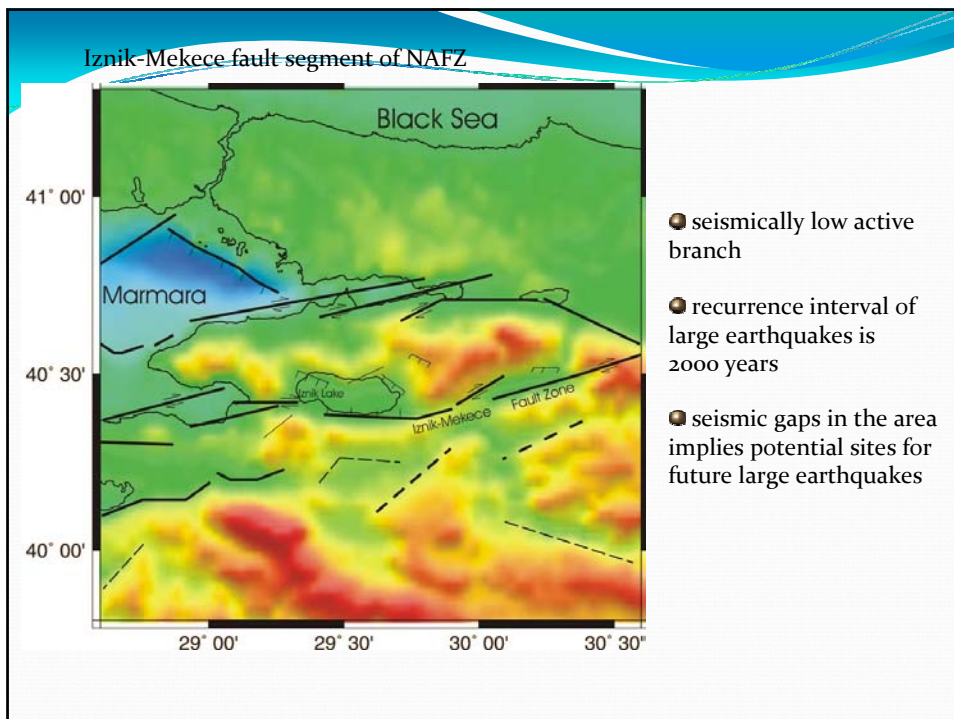 Iznik-Mekece fault segment of NAFZ
Black Sea
41° 00'
Marmara
40° 30'
Iznik Lake
Iznik-Mekece
Fault Zone
40° 00'
29° 00'
29° 30'
30° 00'
30° 30"
seismically low active
branch
recurrence interval of
large earthquakes is
2000 years
seismic gaps in the area
implies potential sites for
future large earthquakes